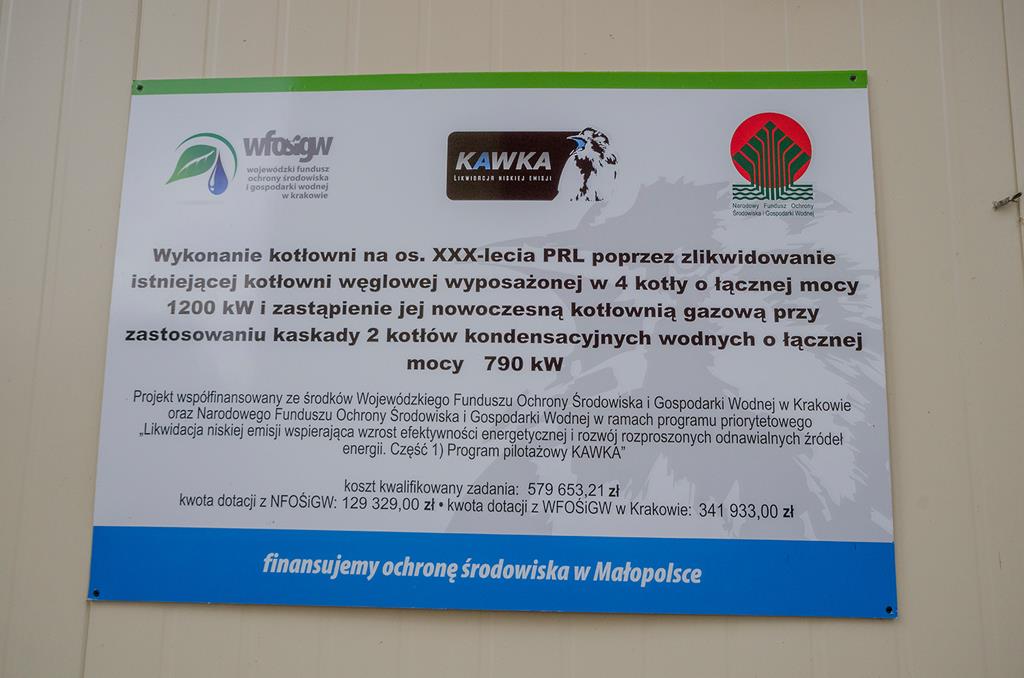 wfosigw
wojewódzki fundusz
ochrony środowiska
i gospodarki wodnej
w krakowie
KAWKA
LIKWIDACJA NISKIEJ EMISJI
Narodowy Fundusz Ochrony
Środowiska i Gospodarki Wodnej
Wykonanie kotłowni na os. XXX-lecia PRL poprzez zlikwidowanie
istniejącej kotłowni węglowej wyposażonej w 4 kotły o łącznej mocy
1200 kW i zastąpienie jej nowoczesną kotłownią gazową przy
zastosowaniu kaskady 2 kotłów kondensacyjnych wodnych o łącznej
mocy 790 kW
Projekt współfinansowany ze środków Wojewódzkiego Funduszu Ochrony Środowiska i Gospodarki Wodnej w Krakowie
oraz Narodowego Funduszu Ochrony Środowiska i Gospodarki Wodnej w ramach programu priorytetowego
„Likwidacja niskiej emisji wspierająca wzrost efektywności energetycznej i rozwój rozproszonych odnawialnych źródeł
energii. Część 1) Program pilotażowy KAWKA”
koszt kwalifikowany zadania: 579 653,21 zł
kwota dotacji z NFOŚiGW: 129 329,00 zł • kwota dotacji z WFOŚiGW w Krakowie: 341 933,00 zł
finansujemy ochronę środowiska w Małopolsce